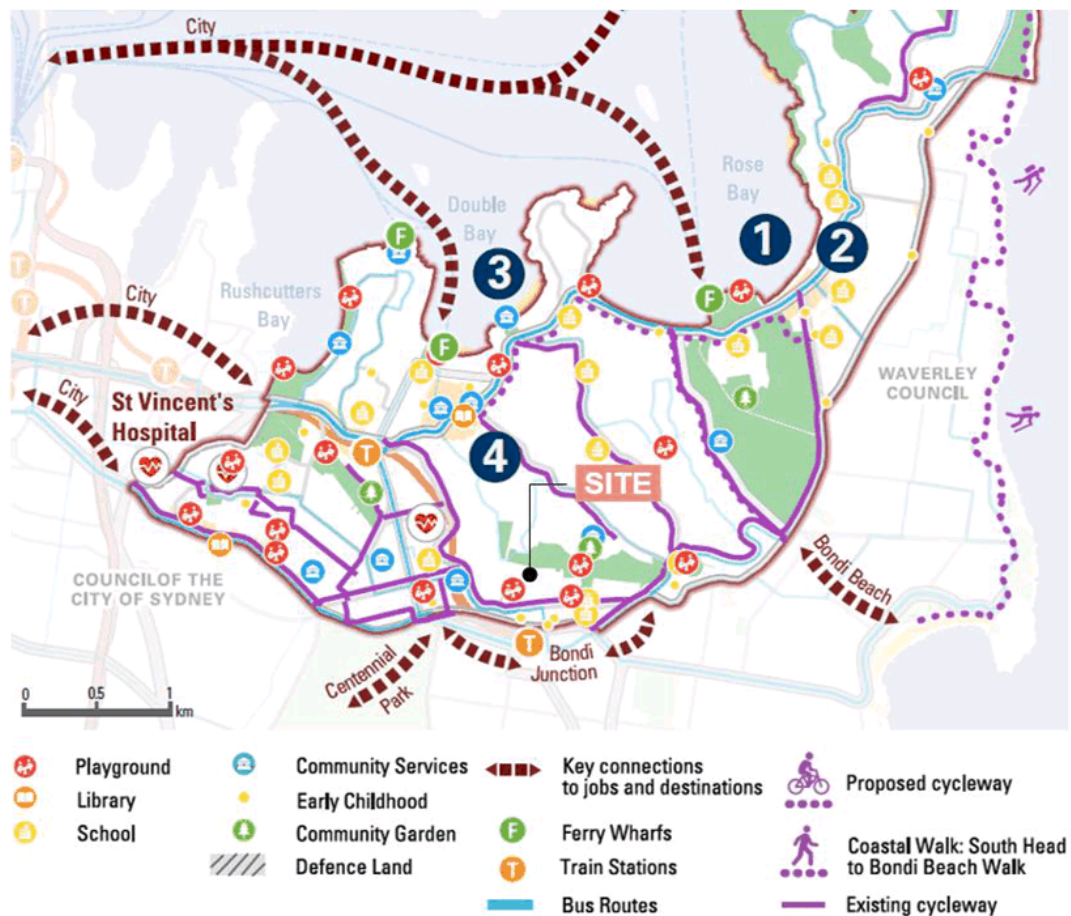 City
Rose
Bay
Double
Bay
1
2
3
F
Rushcutters
Bay
City
F
F
T
T
T
WAVERLEY
COUNCIL
City
St Vincent's
Hospital
T
4
SITE
Bondi Beach
COUNCILOF THE
CITY OF SYDNEY
Centennial
Park
T
Bondi
Junction
0 0.5 1
km
Playground
Library
School
Community Services
Early Childhood
Community Garden
Defence Land
Key connections
to jobs and destinations
F Ferry Wharfs
T Train Stations
Bus Routes
Proposed cycleway
Coastal Walk: South Head
to Bondi Beach Walk
Existing cycleway